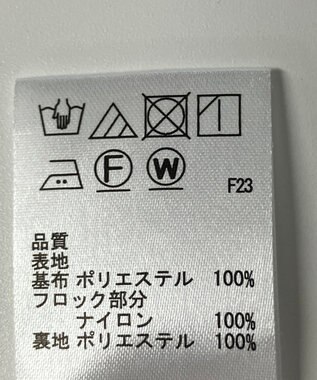 F W
F23
品質
表地
基布 ポリエステル 100%
フロック部分
ナイロン 100%
裏地 ポリエステル 100%